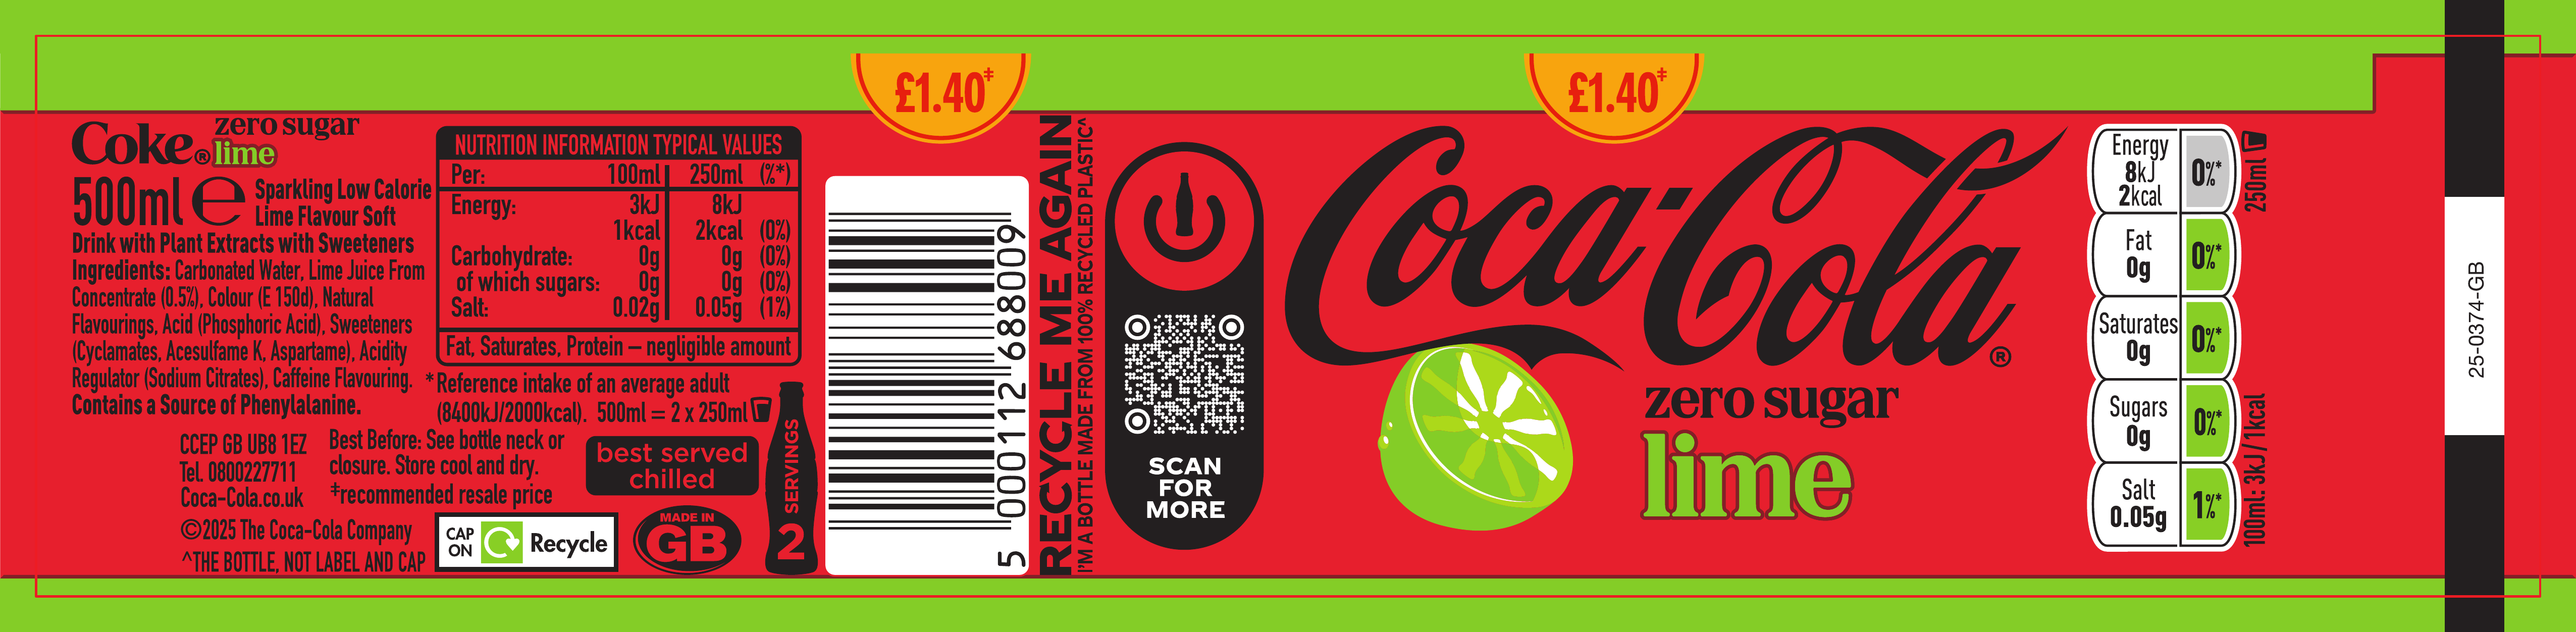 Coke® zero sugar
lime
500ml ℮ Sparkling Low Calorie
Lime Flavour Soft
Drink with Plant Extracts with Sweeteners
Ingredients: Carbonated Water, Lime Juice From
Concentrate (0.5%), Colour (E 150d), Natural
Flavourings, Acid (Phosphoric Acid), Sweeteners
(Cyclamates, Acesulfame K, Aspartame), Acidity
Regulator (Sodium Citrates), Caffeine Flavouring.
Contains a Source of Phenylalanine.
CCEP GB UB8 1EZ
Tel. 0800227711
Coca-Cola.co.uk
©2025 The Coca-Cola Company
^THE BOTTLE, NOT LABEL AND CAP
Best Before: See bottle neck or
closure. Store cool and dry.
‡recommended resale price
NUTRITION INFORMATION TYPICAL VALUES
Per: 100ml 250ml (%*)
Energy: 3kJ 8kJ
1kcal 2kcal (0%)
Carbohydrate: 0g 0g (0%)
of which sugars: 0g 0g (0%)
Salt: 0.02g 0.05g (1%)
Fat, Saturates, Protein – negligible amount
*Reference intake of an average adult
(8400kJ/2000kcal). 500ml = 2 x 250ml
best served
chilled
CAP
ON
Recycle
MADE IN
GB
2 SERVINGS
£1.40‡
5 000112 688009
RECYCLE ME AGAIN
I'M A BOTTLE MADE FROM 100% RECYCLED PLASTIC^
SCAN
FOR
MORE
£1.40‡
Coca-Cola®
zero sugar
lime
Energy
8kJ
2kcal
0%*
Fat
0g
0%*
Saturates
0g
0%*
Sugars
0g
0%*
Salt
0.05g
1%*
250ml
100ml: 3kJ / 1kcal
25-0374-GB